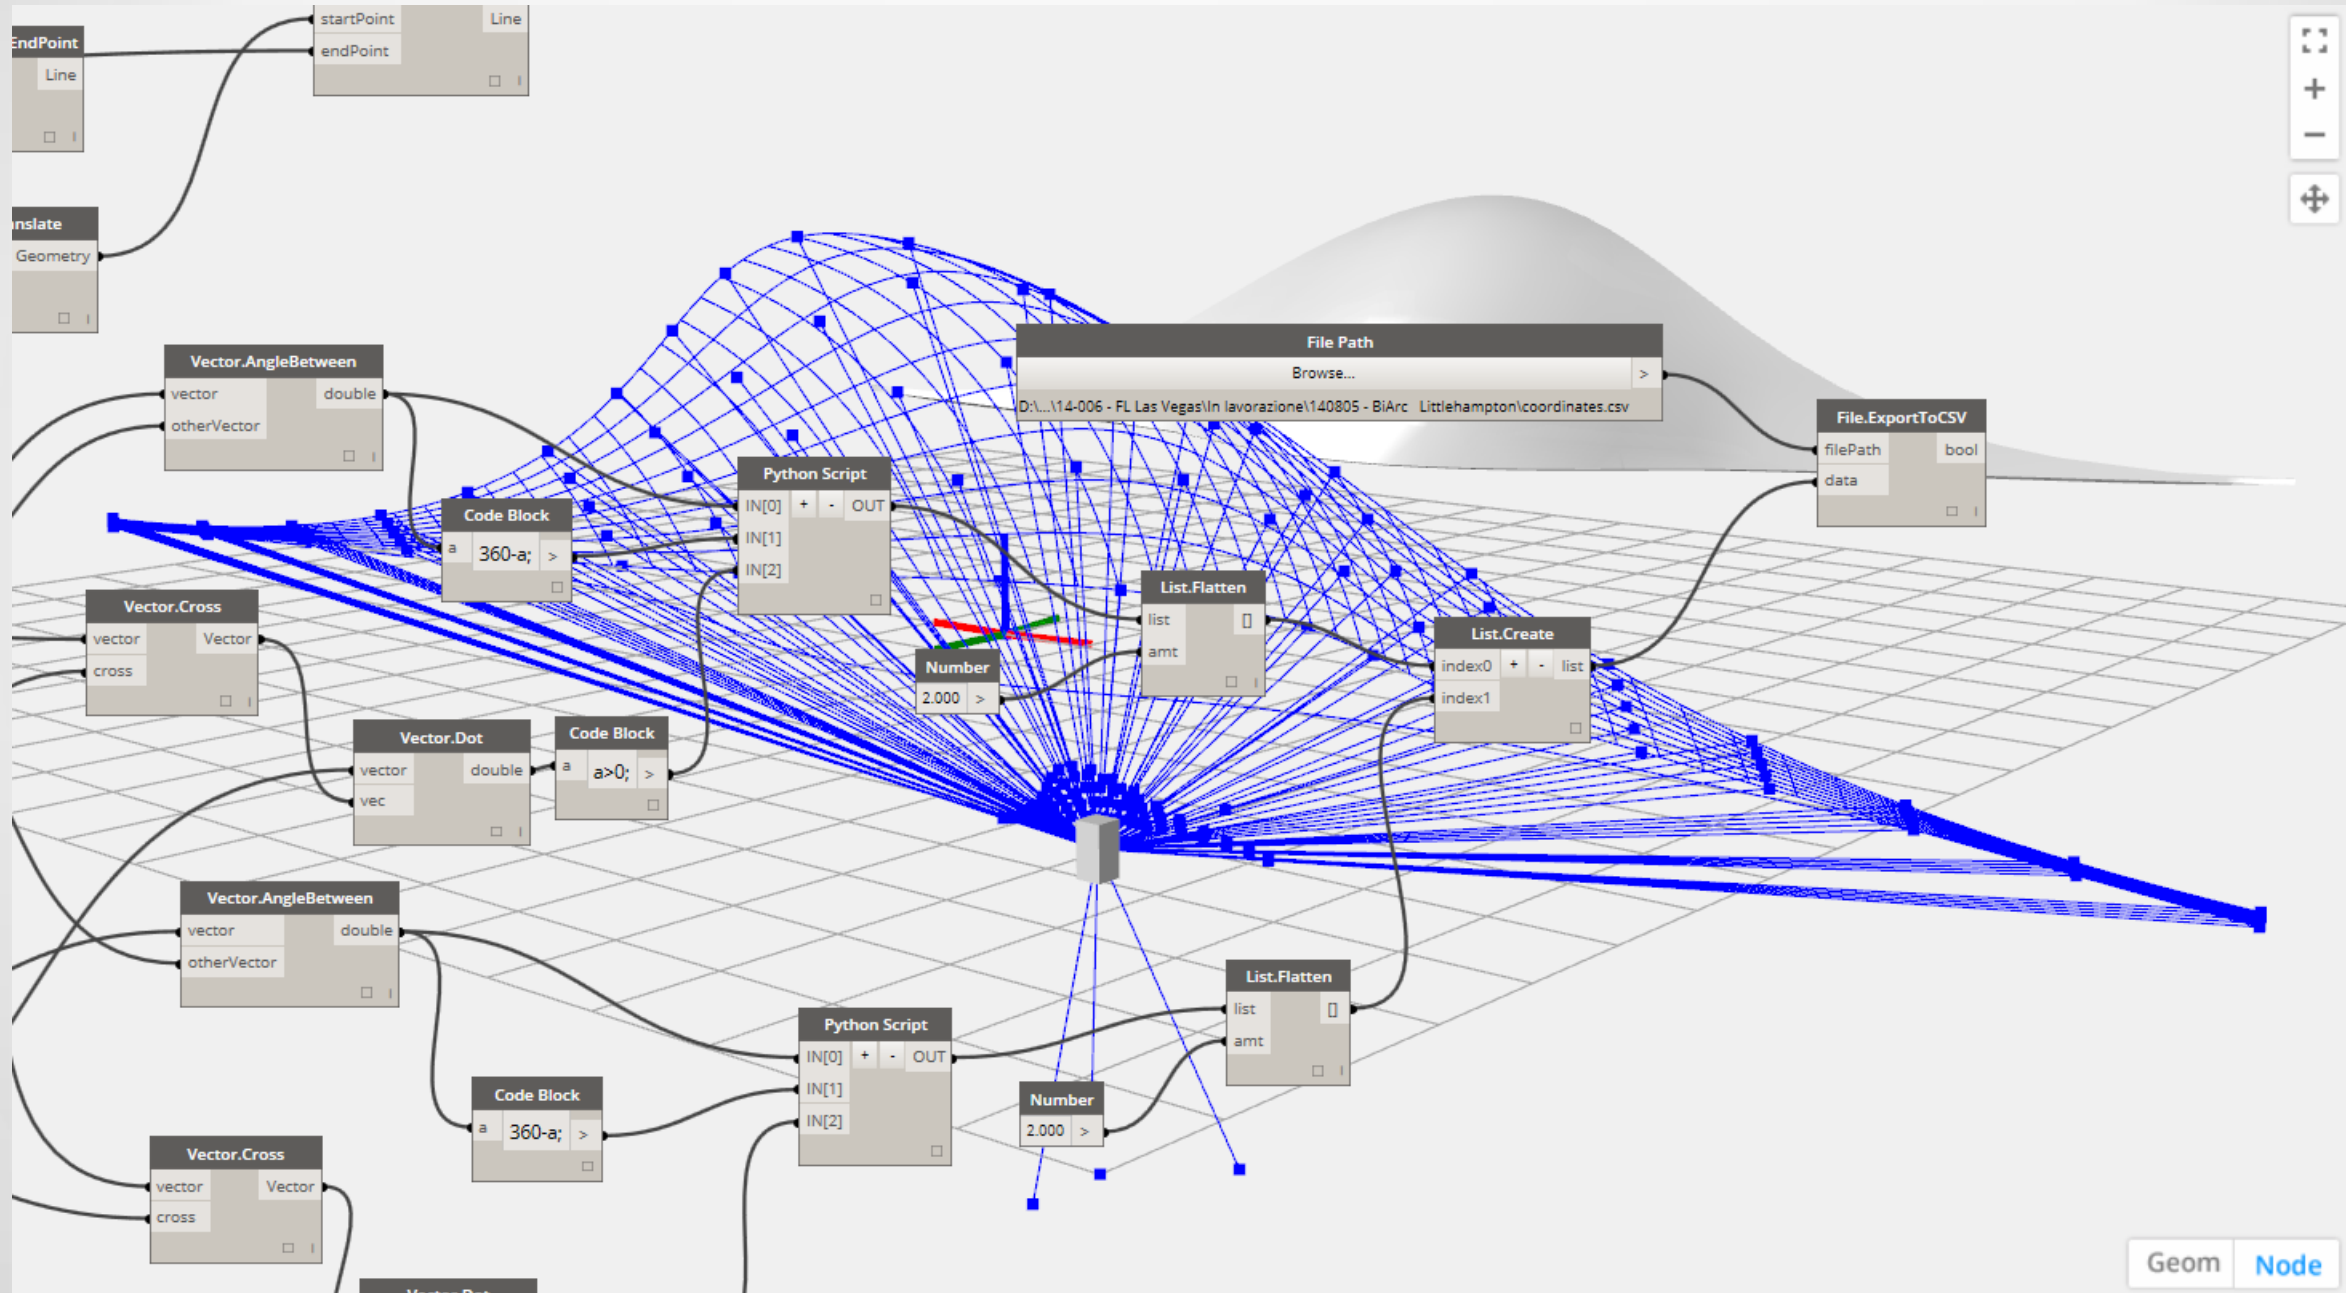 EndPoint
Line
startPoint Line
endPoint
nslate
Geometry
Vector.AngleBetween
vector double
otherVector
File Path
Browse... >
D:\...\14-006 - FL Las Vegas\In lavorazione\140805 - BiArc Littlehampton\coordinates.csv
File.ExportToCSV
filePath bool
data
Python Script
IN[0] + - OUT
IN[1]
IN[2]
Code Block
a 360-a; >
List.Flatten
list []
amt
Vector.Cross
vector Vector
cross
Number
2.000 >
List.Create
index0 + - list
index1
Vector.Dot
vector double
vec
Code Block
a a>0; >
Vector.AngleBetween
vector double
otherVector
List.Flatten
list []
amt
Python Script
IN[0] + - OUT
IN[1]
IN[2]
Code Block
a 360-a; >
Number
2.000 >
Vector.Cross
vector Vector
cross
Geom Node